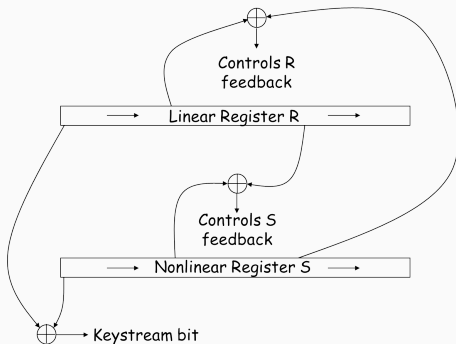 Controls R
feedback
Linear Register R
Controls S
feedback
Nonlinear Register S
Keystream bit